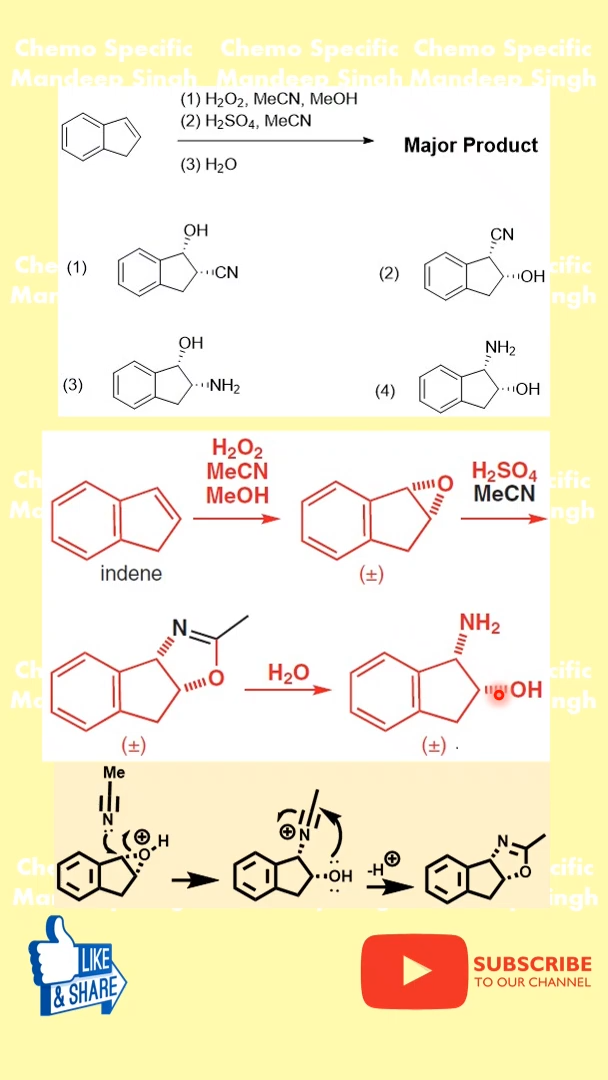 Chemo Specific Chemo Specific Chemo Specific
Mandeep Singh Mandeep Singh Mandeep Singh
(1) H₂O₂, MeCN, MeOH
(2) H₂SO₄, MeCN
(3) H₂O
Major Product
OH
(1)
CN
CN
(2)
OH
OH
(3)
NH₂
NH₂
(4)
OH
H₂O₂
MeCN
MeOH
O
H₂SO₄
MeCN
indene
(±)
N
O
H₂O
NH₂
OH
(±)
(±)
Me
N
O
H
N
OH
-H
N
O
LIKE
& SHARE
SUBSCRIBE
TO OUR CHANNEL